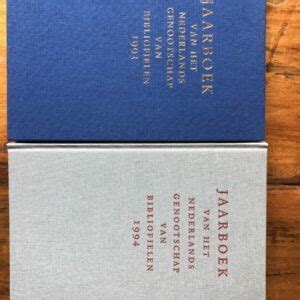 JAARBOEK
VAN HET
NEDERLANDS
GENOOTSCHAP
VAN
BIBLIOFIELEN
1993
JAARBOEK
VAN HET
NEDERLANDS
GENOOTSCHAP
VAN
BIBLIOFIELEN
1994